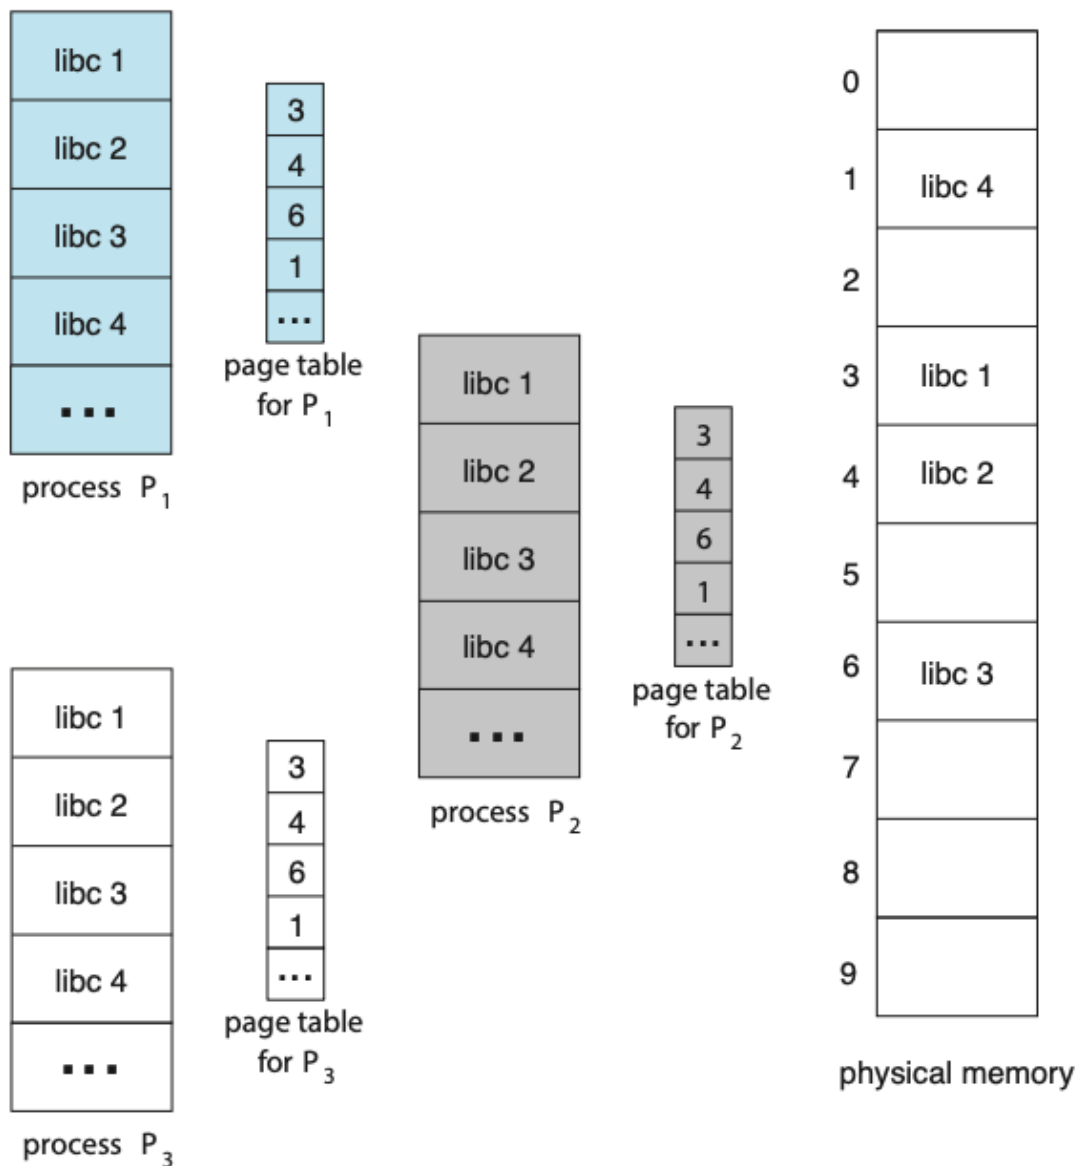 libc 1
libc 2
libc 3
libc 4
...
process P1
3
4
6
1
...
page table
for P1
libc 1
libc 2
libc 3
libc 4
...
process P2
3
4
6
1
...
page table
for P2
libc 1
libc 2
libc 3
libc 4
...
process P3
3
4
6
1
...
page table
for P3
0
1 libc 4
2
3 libc 1
4 libc 2
5
6 libc 3
7
8
9
physical memory